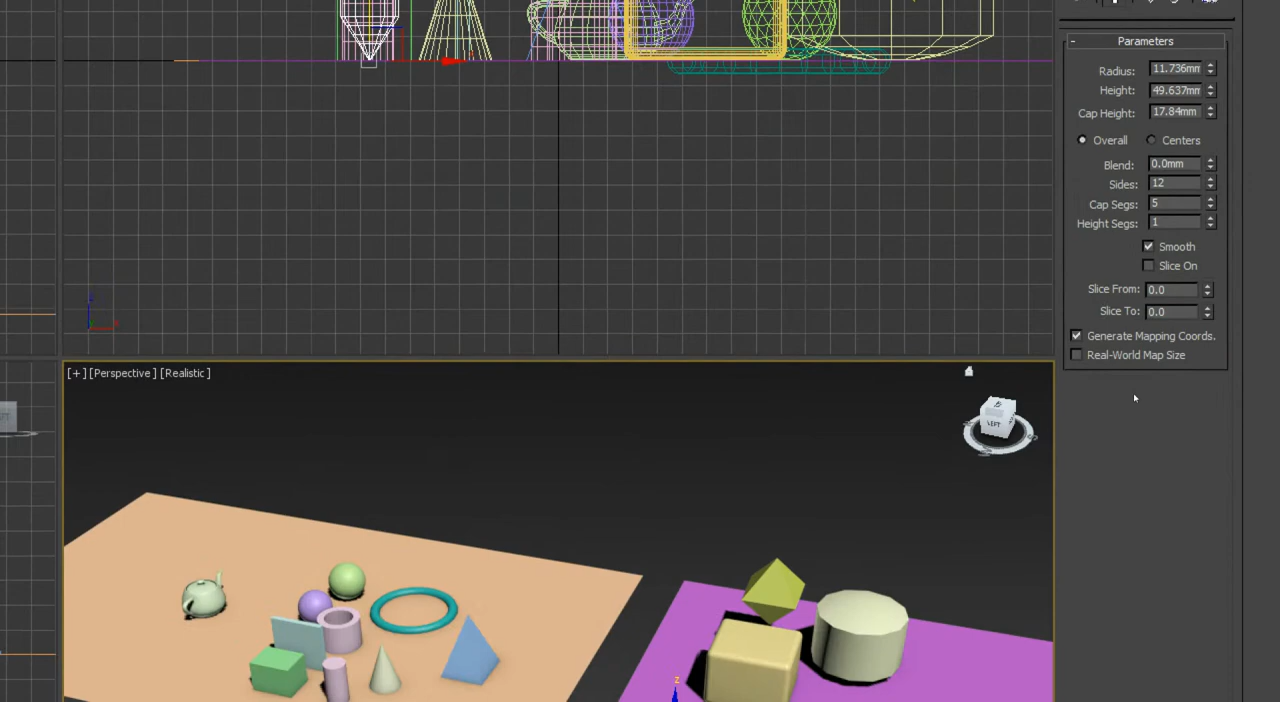 - Parameters
Radius: 11.736mm
Height: 49.637mm
Cap Height: 17.84mm
Overall Centers
Blend: 0.0mm
Sides: 12
Cap Segs: 5
Height Segs: 1
Smooth
Slice On
Slice From: 0.0
Slice To: 0.0
Generate Mapping Coords.
Real-World Map Size
[+] [Perspective] [Realistic]
LEFT
z